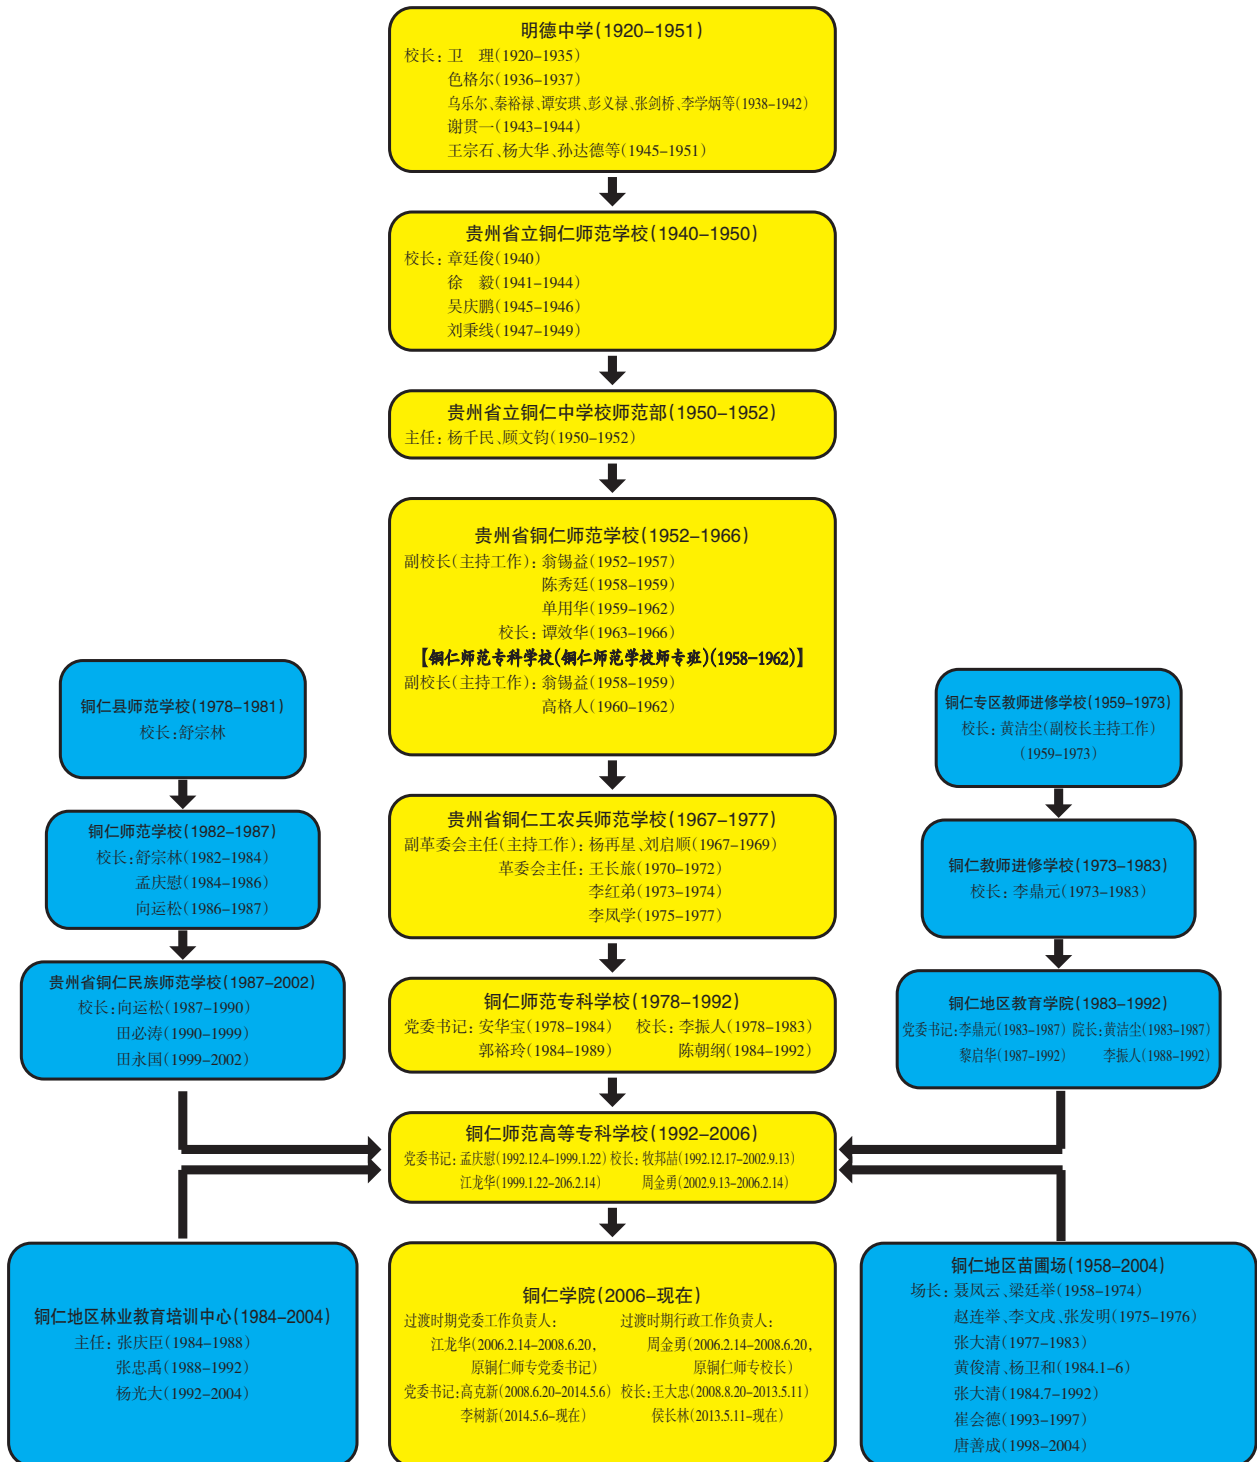 明德中学(1920-1951)
校长:卫　理(1920-1935)
色格尔(1936-1937)
乌乐尔、秦裕禄、谭安琪、彭义禄、张剑桥、李学炳等(1938-1942)
谢贯一(1943-1944)
王宗石、杨大华、孙达德等(1945-1951)
贵州省立铜仁师范学校(1940-1950)
校长:章廷俊(1940)
徐　毅(1941-1944)
吴庆鹏(1945-1946)
刘秉线(1947-1949)
贵州省立铜仁中学校师范部(1950-1952)
主任:杨千民、顾文钧(1950-1952)
贵州省铜仁师范学校(1952-1966)
副校长(主持工作):翁锡益(1952-1957)
陈秀廷(1958-1959)
单用华(1959-1962)
校长:谭效华(1963-1966)
【铜仁师范专科学校(铜仁师范学校师专班)(1958-1962)】
副校长(主持工作):翁锡益(1958-1959)
高格人(1960-1962)
贵州省铜仁工农兵师范学校(1967-1977)
副革委会主任(主持工作):杨再星、刘启顺(1967-1969)
革委会主任:王长旅(1970-1972)
李红弟(1973-1974)
李凤学(1975-1977)
铜仁师范专科学校(1978-1992)
党委书记:安华宝(1978-1984)　校长:李振人(1978-1983)
郭裕玲(1984-1989)　陈朝纲(1984-1992)
铜仁县师范学校(1978-1981)
校长:舒宗林
铜仁师范学校(1982-1987)
校长:舒宗林(1982-1984)
孟庆慰(1984-1986)
向运松(1986-1987)
贵州省铜仁民族师范学校(1987-2002)
校长:向运松(1987-1990)
田必涛(1990-1999)
田永国(1999-2002)
铜仁专区教师进修学校(1959-1973)
校长:黄洁尘(副校长主持工作)
(1959-1973)
铜仁教师进修学校(1973-1983)
校长:李鼎元(1973-1983)
铜仁地区教育学院(1983-1992)
党委书记:李鼎元(1983-1987) 院长:黄洁尘(1983-1987)
黎启华(1987-1992)　李振人(1988-1992)
铜仁师范高等专科学校(1992-2006)
党委书记:孟庆慰(1992.12.4-1999.1.22) 校长:牧邦喆(1992.12.17-2002.9.13)
江龙华(1999.1.22-206.2.14)　周金勇(2002.9.13-2006.2.14)
铜仁地区林业教育培训中心(1984-2004)
主任:张庆臣(1984-1988)
张忠禹(1988-1992)
杨光大(1992-2004)
铜仁学院(2006-现在)
过渡时期党委工作负责人:　过渡时期行政工作负责人:
江龙华(2006.2.14-2008.6.20,　周金勇(2006.2.14-2008.6.20,
原铜仁师专党委书记)　原铜仁师专校长)
党委书记:高克新(2008.6.20-2014.5.6) 校长:王大忠(2008.8.20-2013.5.11)
李树新(2014.5.6-现在)　侯长林(2013.5.11-现在)
铜仁地区苗圃场(1958-2004)
场长:聂凤云、梁廷举(1958-1974)
赵连举、李文戌、张发明(1975-1976)
张大清(1977-1983)
黄俊清、杨卫和(1984.1-6)
张大清(1984.7-1992)
崔会德(1993-1997)
唐善成(1998-2004)